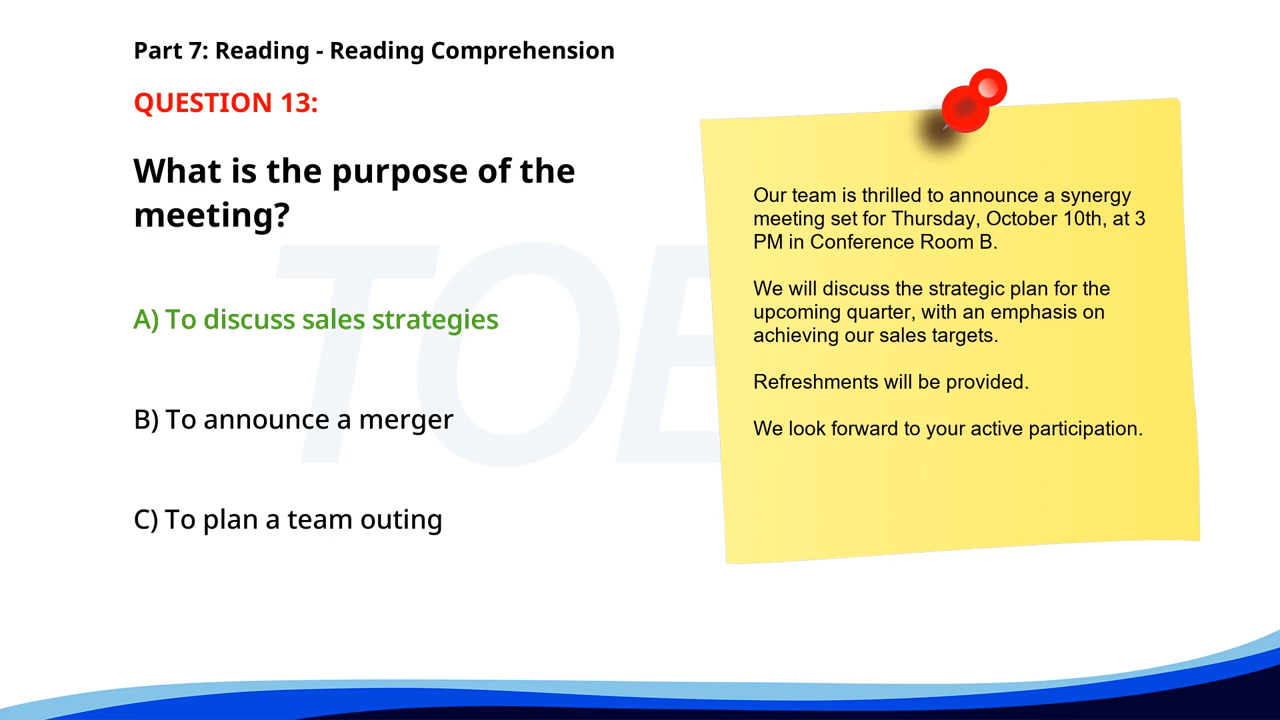 Part 7: Reading - Reading Comprehension
QUESTION 13:
What is the purpose of the
meeting?
A) To discuss sales strategies
B) To announce a merger
C) To plan a team outing
Our team is thrilled to announce a synergy
meeting set for Thursday, October 10th, at 3
PM in Conference Room B.
We will discuss the strategic plan for the
upcoming quarter, with an emphasis on
achieving our sales targets.
Refreshments will be provided.
We look forward to your active participation.